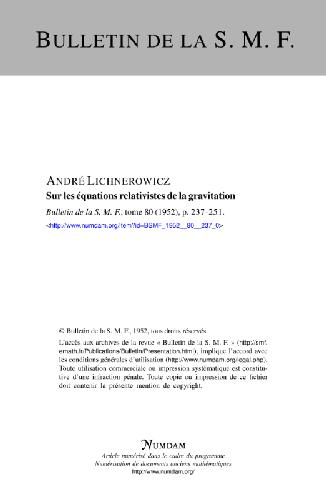 BULLETIN DE LA S. M. F.
ANDRÉ LICHNEROWICZ
Sur les équations relativistes de la gravitation
Bulletin de la S. M. F., tome 80 (1952), p. 237-251.
<http://www.numdam.org/item?id=BSMF_1952__80__237_0>
© Bulletin de la S. M. F., 1952, tous droits réservés.
L'accès aux archives de la revue « Bulletin de la S. M. F. » (http://smf.
emath.fr/Publications/Bulletin/Presentation.html), implique l'accord avec
les conditions générales d'utilisation (http://www.numdam.org/legal.php).
Toute utilisation commerciale ou impression systématique est constitu-
tive d'une infraction pénale. Toute copie ou impression de ce fichier
doit contenir la présente mention de copyright.
NUMDAM
Article numérisé dans le cadre du programme
Numérisation de documents anciens mathématiques
http://www.numdam.org/